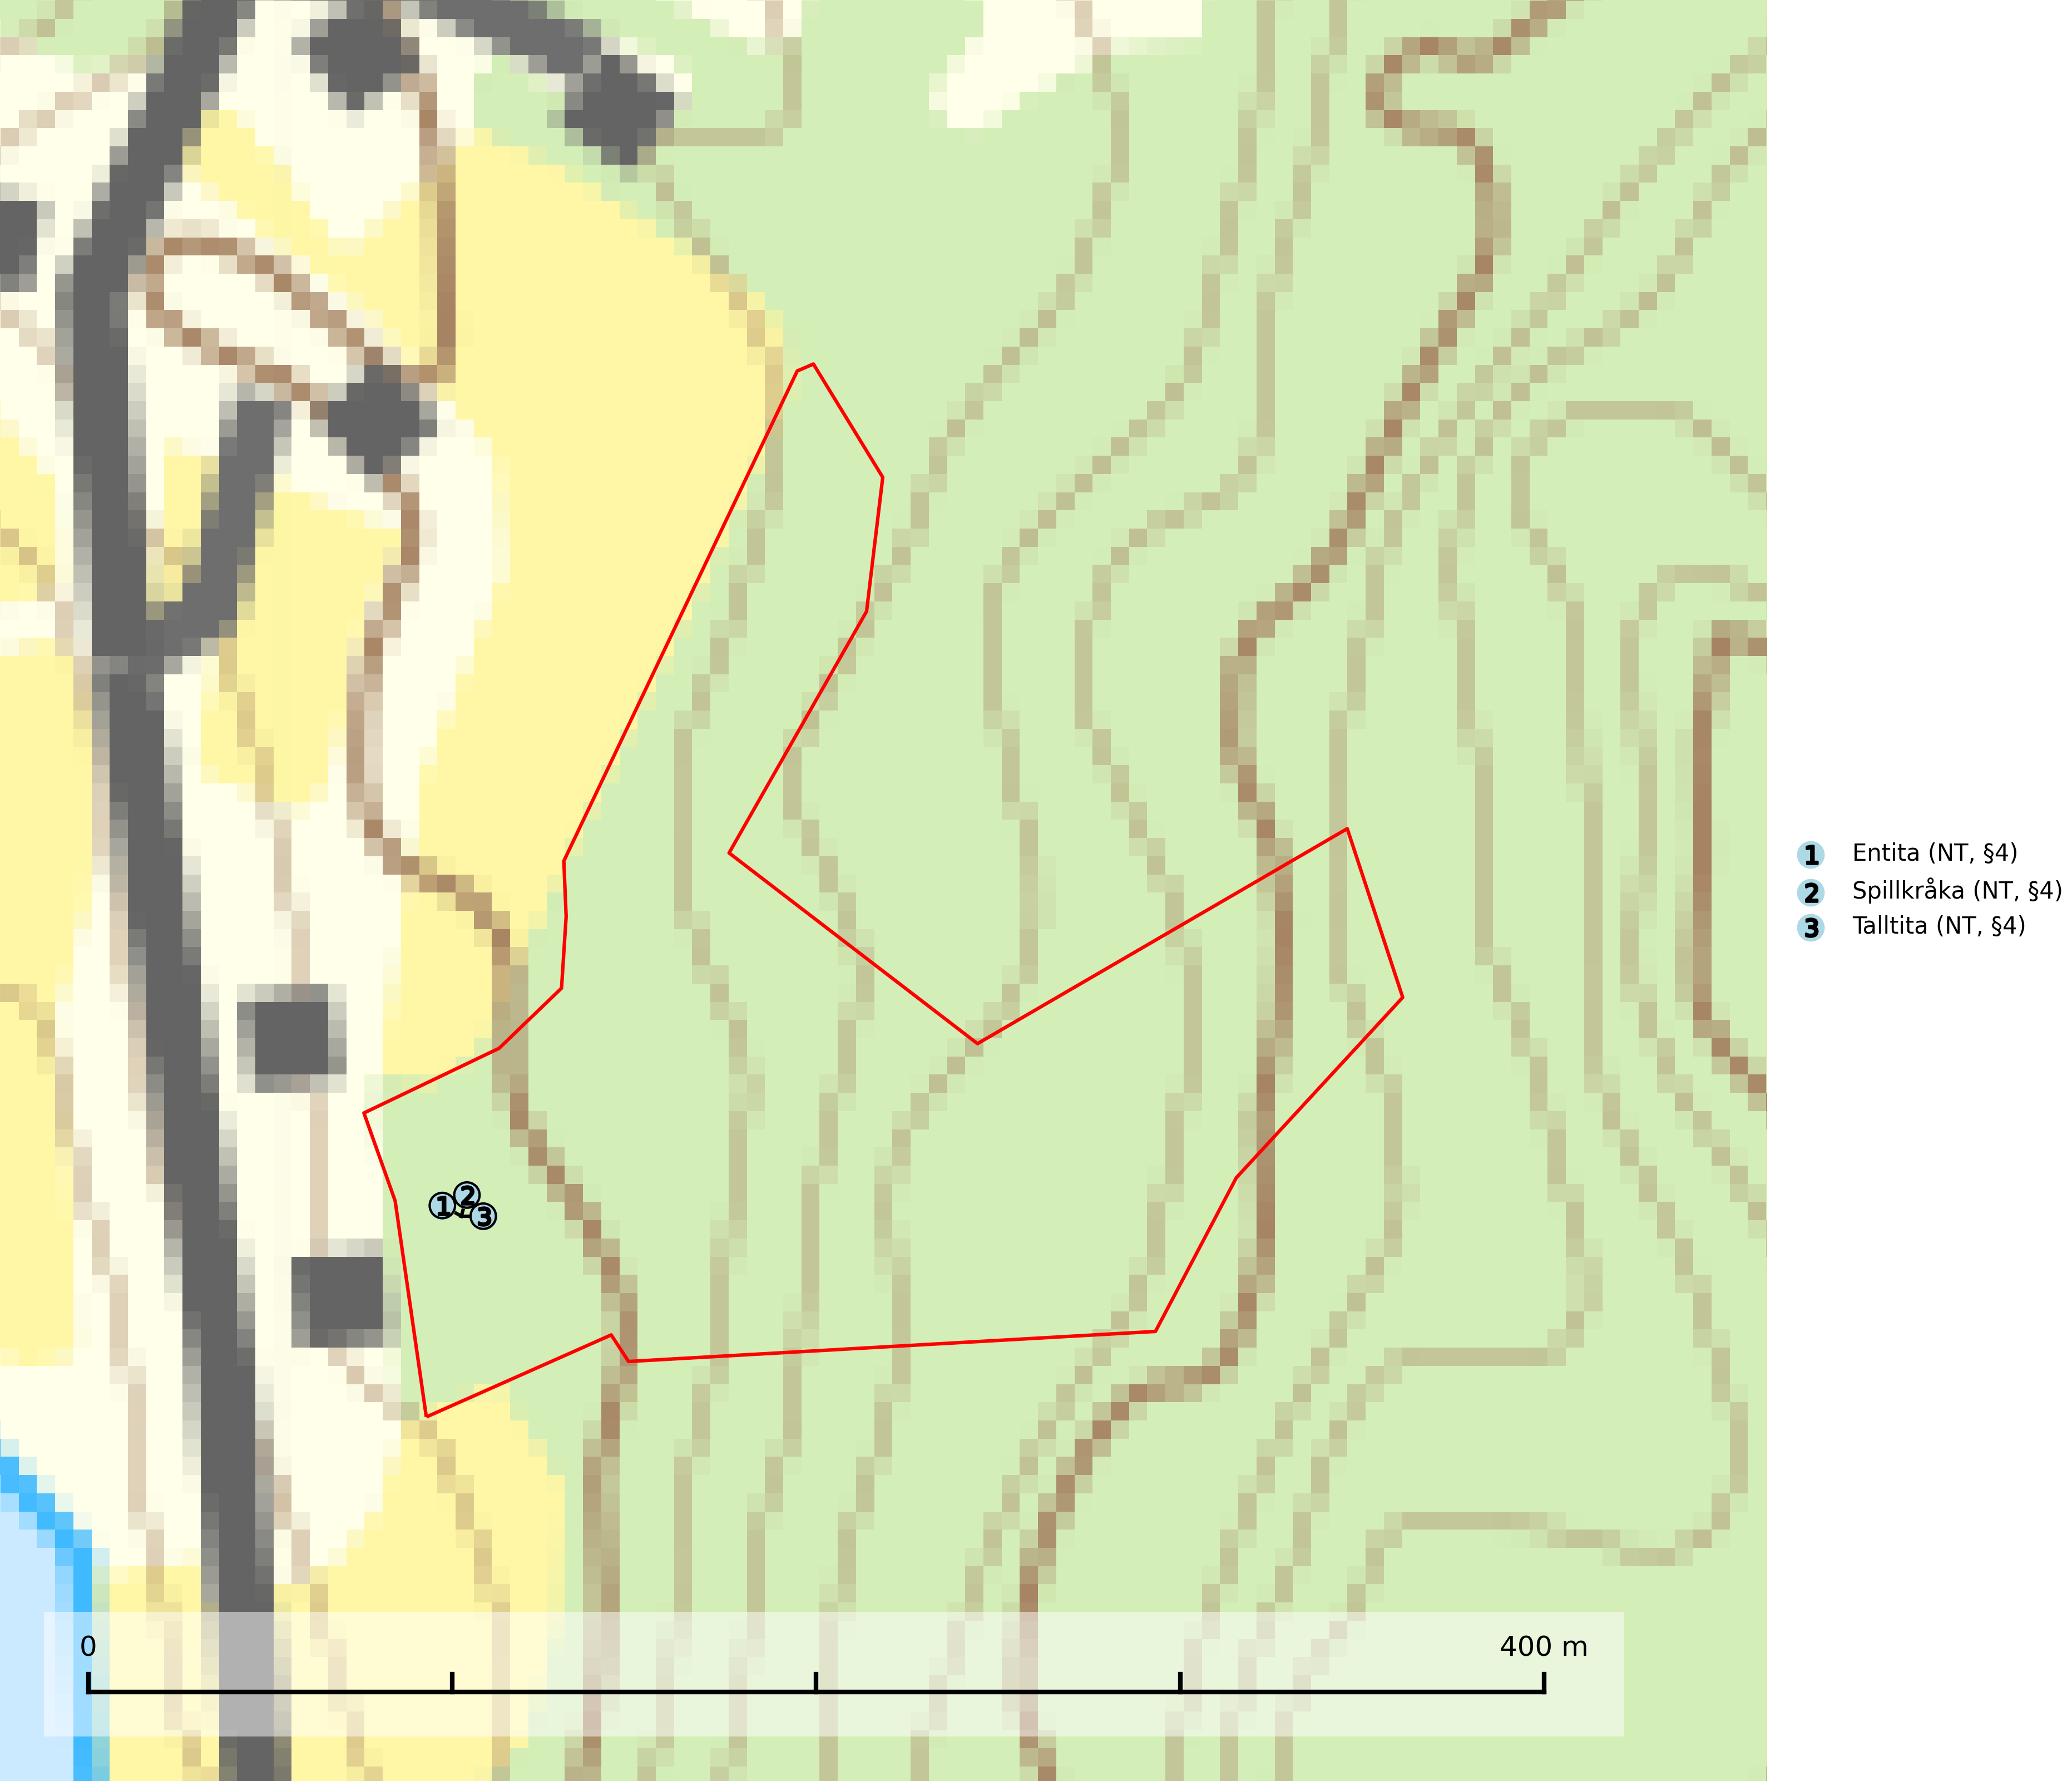 1 2 3
1 Entita (NT, §4)
2 Spillkråka (NT, §4)
3 Talltita (NT, §4)
0 400 m